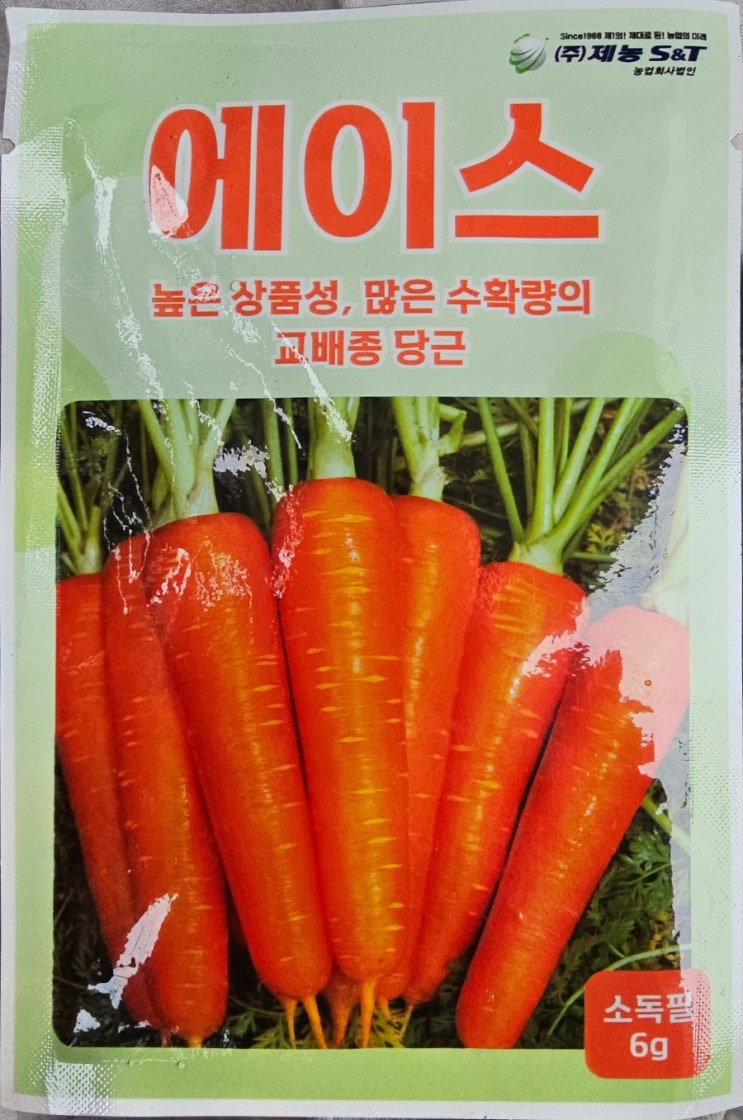 Since1968 제1의! 제대로 된! 농업의 미래
(주)제농 S&T
농업회사법인
에이스
높은 상품성, 많은 수확량의
교배종 당근
소독필
6g